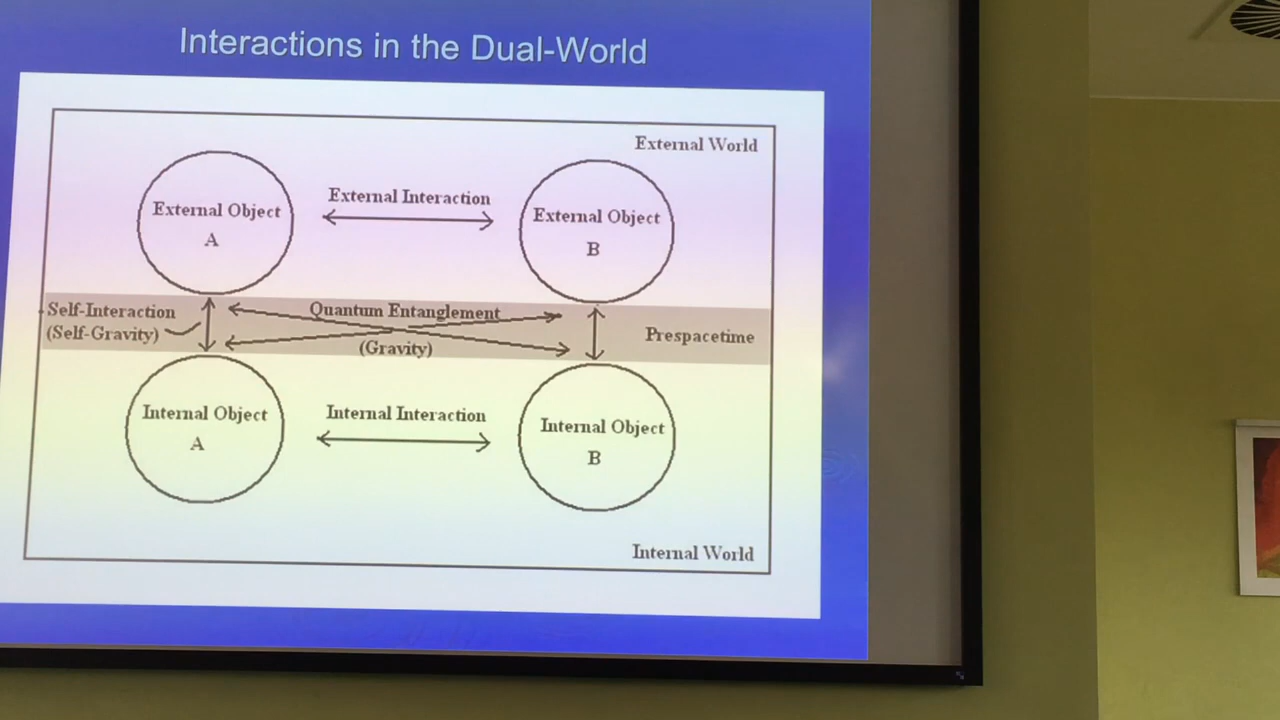 Interactions in the Dual-World
External World
External Object
A
External Interaction
External Object
B
Self-Interaction
(Self-Gravity)
Quantum Entanglement
(Gravity)
Prespacetime
Internal Object
A
Internal Interaction
Internal Object
B
Internal World